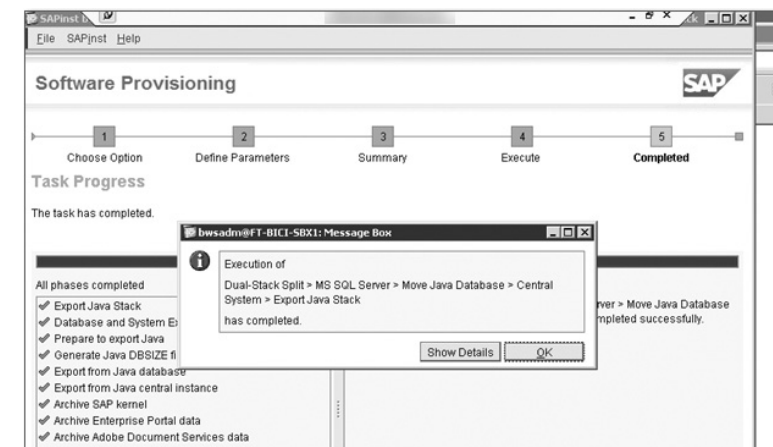 SAPinst
File SAPinst Help
Software Provisioning
SAP
1 2 3 4 5
Choose Option Define Parameters Summary Execute Completed
Task Progress
The task has completed.
bwsadm@FT-BICI-SBX1: Message Box
Execution of
Dual-Stack Split > MS SQL Server > Move Java Database > Central
System > Export Java Stack
has completed.
Show Details OK
All phases completed
Export Java Stack
rver > Move Java Database
Database and System E
mpleted successfully.
Prepare to export Java
Generate Java DBSIZE fi
Export from Java database
Export from Java central instance
Archive SAP kernel
Archive Enterprise Portal data
Archive Adobe Document Services data